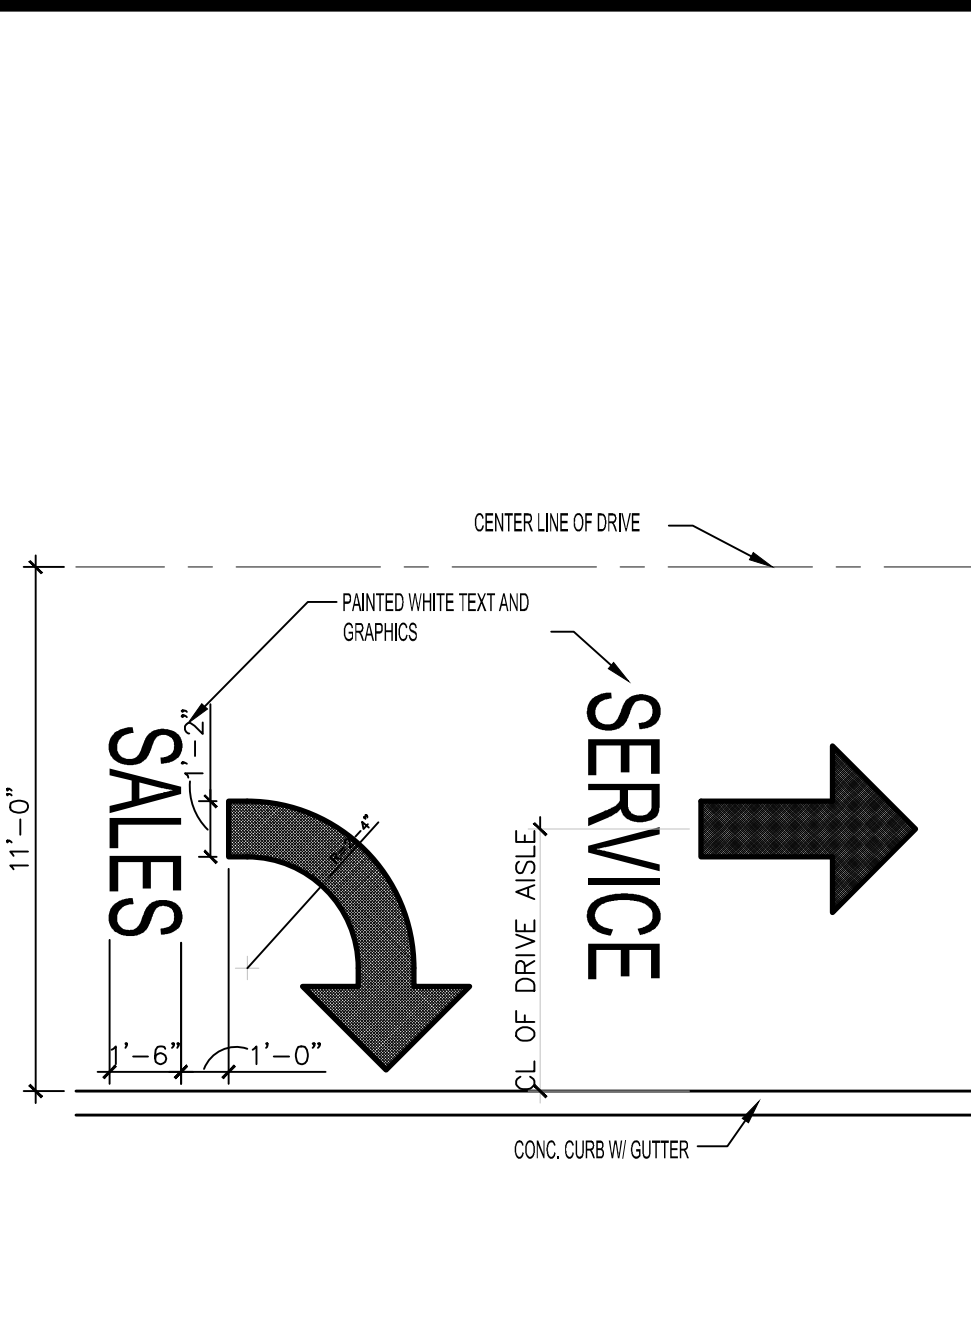 CENTER LINE OF DRIVE
PAINTED WHITE TEXT AND
GRAPHICS
11'-0"
SALES
1'-2"
SERVICE
CL OF DRIVE AISLE
1'-6"
1'-0"
CONC. CURB W/ GUTTER